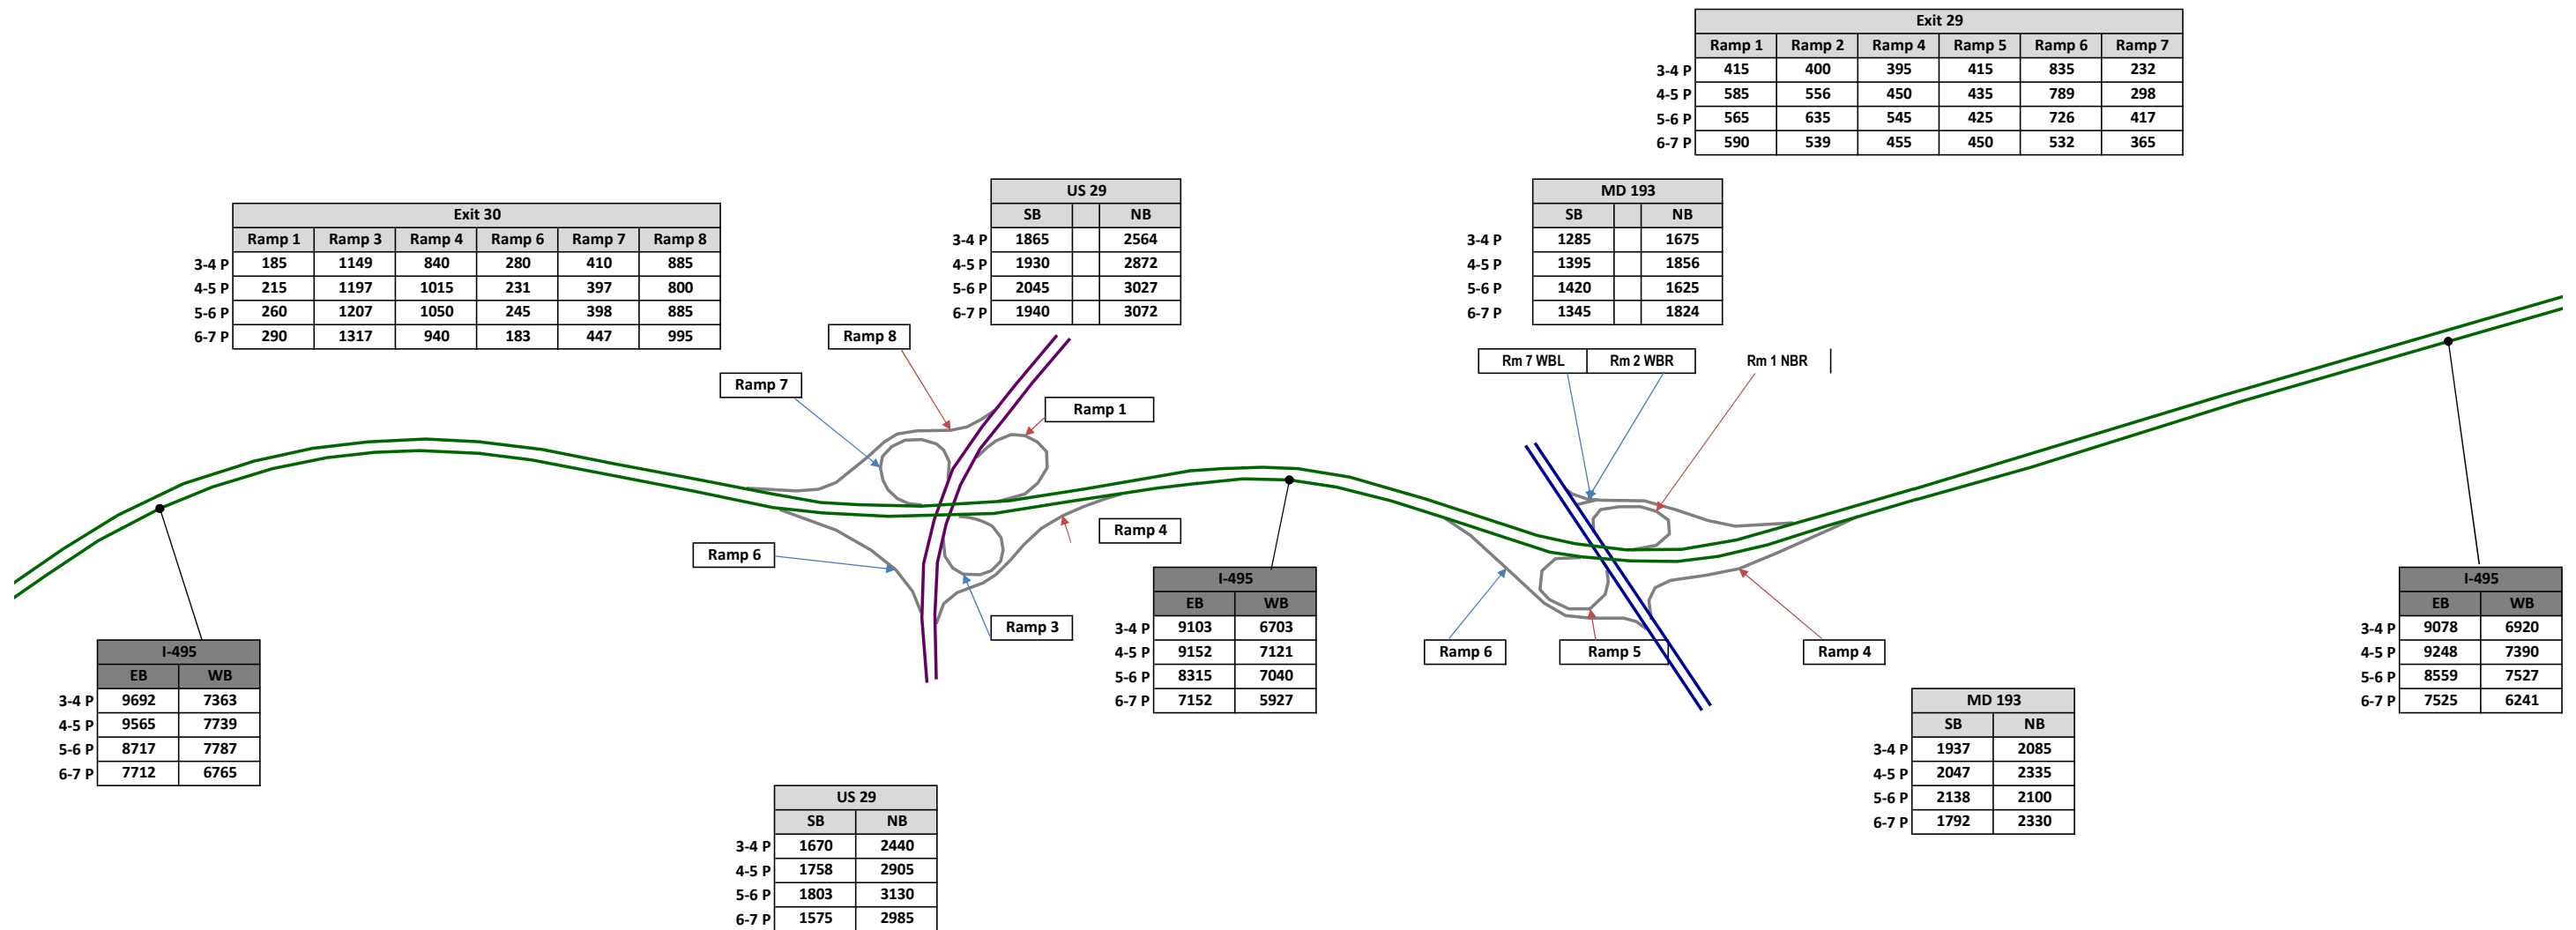 Exit 29
Ramp 1 Ramp 2 Ramp 4 Ramp 5 Ramp 6 Ramp 7
3-4 P 415 400 395 415 835 232
4-5 P 585 556 450 435 789 298
5-6 P 565 635 545 425 726 417
6-7 P 590 539 455 450 532 365
Exit 30
Ramp 1 Ramp 3 Ramp 4 Ramp 6 Ramp 7 Ramp 8
3-4 P 185 1149 840 280 410 885
4-5 P 215 1197 1015 231 397 800
5-6 P 260 1207 1050 245 398 885
6-7 P 290 1317 940 183 447 995
US 29
SB NB
3-4 P 1865 2564
4-5 P 1930 2872
5-6 P 2045 3027
6-7 P 1940 3072
MD 193
SB NB
3-4 P 1285 1675
4-5 P 1395 1856
5-6 P 1420 1625
6-7 P 1345 1824
Ramp 8
Ramp 7
Ramp 1
Rm 7 WBL Rm 2 WBR Rm 1 NBR
Ramp 4
Ramp 6
Ramp 3
I-495
EB WB
3-4 P 9103 6703
4-5 P 9152 7121
5-6 P 8315 7040
6-7 P 7152 5927
Ramp 6 Ramp 5 Ramp 4
I-495
EB WB
3-4 P 9078 6920
4-5 P 9248 7390
5-6 P 8559 7527
6-7 P 7525 6241
I-495
EB WB
3-4 P 9692 7363
4-5 P 9565 7739
5-6 P 8717 7787
6-7 P 7712 6765
MD 193
SB NB
3-4 P 1937 2085
4-5 P 2047 2335
5-6 P 2138 2100
6-7 P 1792 2330
US 29
SB NB
3-4 P 1670 2440
4-5 P 1758 2905
5-6 P 1803 3130
6-7 P 1575 2985